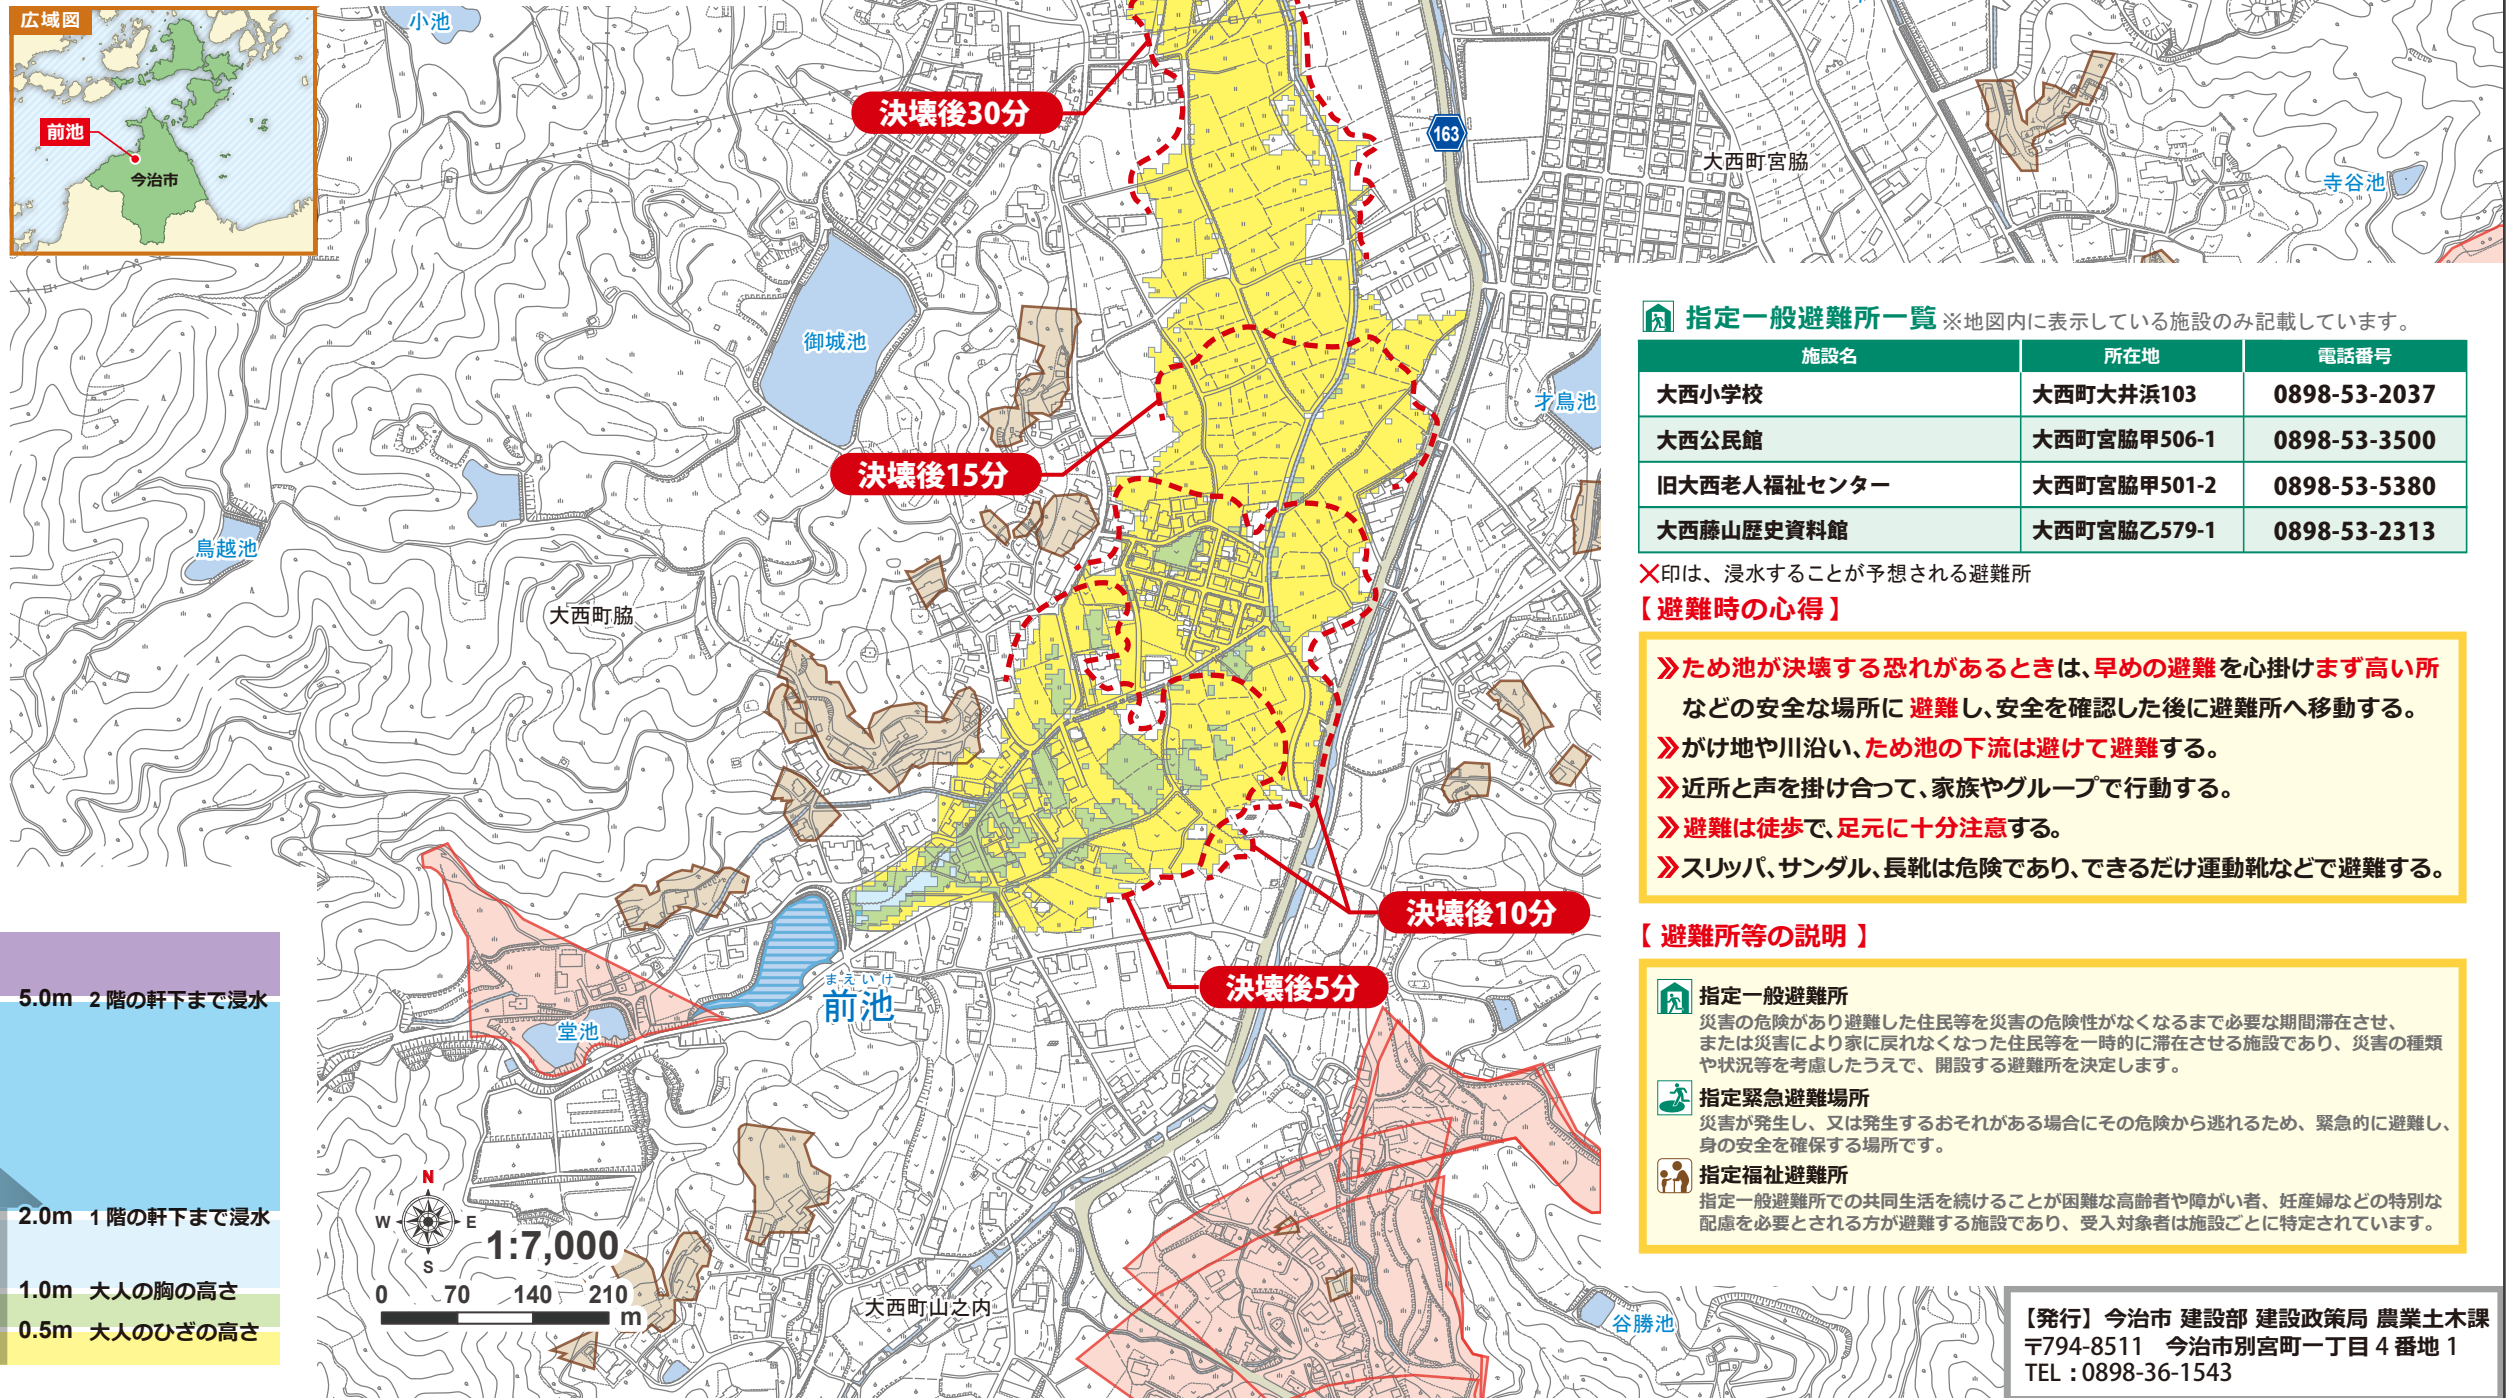 広域図
前池
今治市
小池
決壊後30分
163
大西町宮脇
寺谷池
御城池
才鳥池
決壊後15分
鳥越池
大西町脇
決壊後10分
決壊後5分
まえいけ
前池
堂池
大西町山之内
谷勝池
5.0m 2階の軒下まで浸水
2.0m 1階の軒下まで浸水
1.0m 大人の胸の高さ
0.5m 大人のひざの高さ
N
W E
S
1:7,000
0 70 140 210
m
指定一般避難所一覧 ※地図内に表示している施設のみ記載しています。
施設名 所在地 電話番号
大西小学校 大西町大井浜103 0898-53-2037
大西公民館 大西町宮脇甲506-1 0898-53-3500
旧大西老人福祉センター 大西町宮脇甲501-2 0898-53-5380
大西藤山歴史資料館 大西町宮脇乙579-1 0898-53-2313
×印は、浸水することが予想される避難所
【避難時の心得】
》ため池が決壊する恐れがあるときは、早めの避難を心掛けまず高い所
などの安全な場所に避難し、安全を確認した後に避難所へ移動する。
》がけ地や川沿い、ため池の下流は避けて避難する。
》近所と声を掛け合って、家族やグループで行動する。
》避難は徒歩で、足元に十分注意する。
》スリッパ、サンダル、長靴は危険であり、できるだけ運動靴などで避難する。
【避難所等の説明】
指定一般避難所
災害の危険があり避難した住民等を災害の危険性がなくなるまで必要な期間滞在させ、
または災害により家に戻れなくなった住民等を一時的に滞在させる施設であり、災害の種類
や状況等を考慮したうえで、開設する避難所を決定します。
指定緊急避難場所
災害が発生し、又は発生するおそれがある場合にその危険から逃れるため、緊急的に避難し、
身の安全を確保する場所です。
指定福祉避難所
指定一般避難所での共同生活を続けることが困難な高齢者や障がい者、妊産婦などの特別な
配慮を必要とされる方が避難する施設であり、受入対象者は施設ごとに特定されています。
【発行】今治市 建設部 建設政策局 農業土木課
〒794-8511 今治市別宮町一丁目4番地1
TEL:0898-36-1543